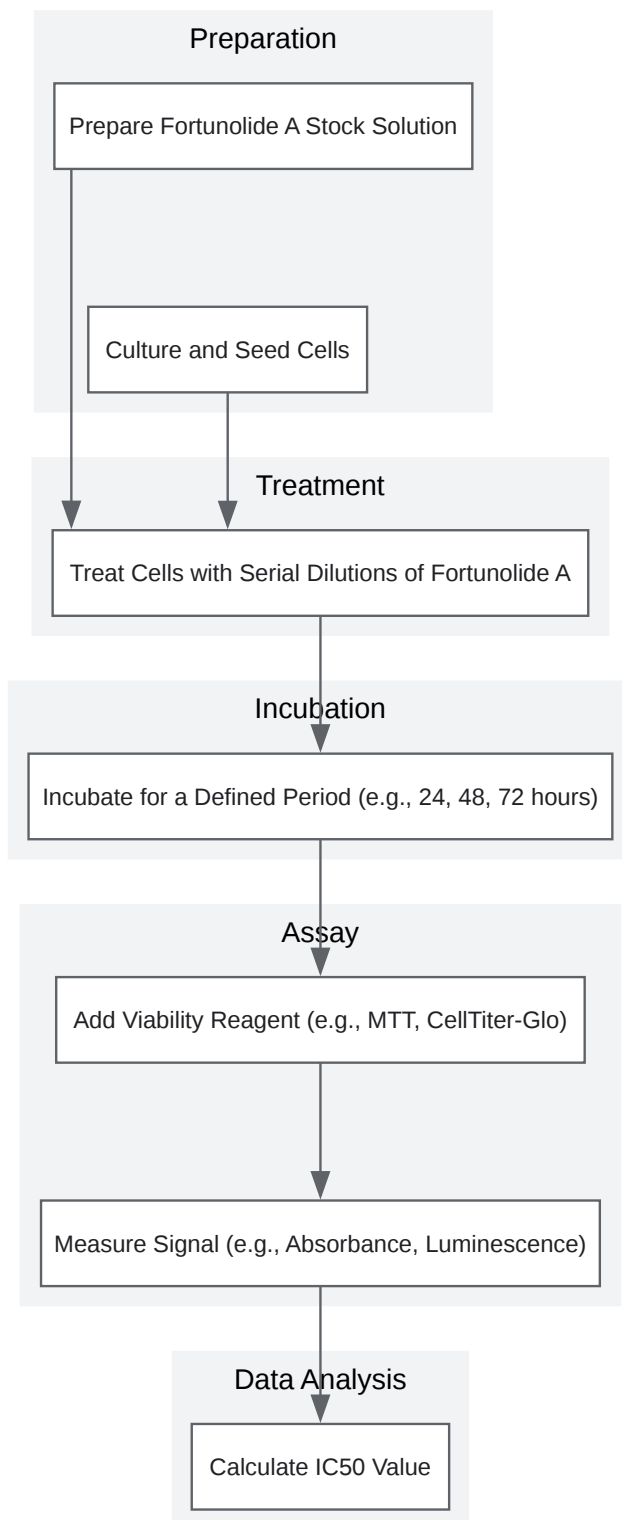 Preparation
Prepare Fortunolide A Stock Solution
Culture and Seed Cells
Treatment
Treat Cells with Serial Dilutions of Fortunolide A
Incubation
Incubate for a Defined Period (e.g., 24, 48, 72 hours)
Assay
Add Viability Reagent (e.g., MTT, CellTiter-Glo)
Measure Signal (e.g., Absorbance, Luminescence)
Data Analysis
Calculate IC50 Value